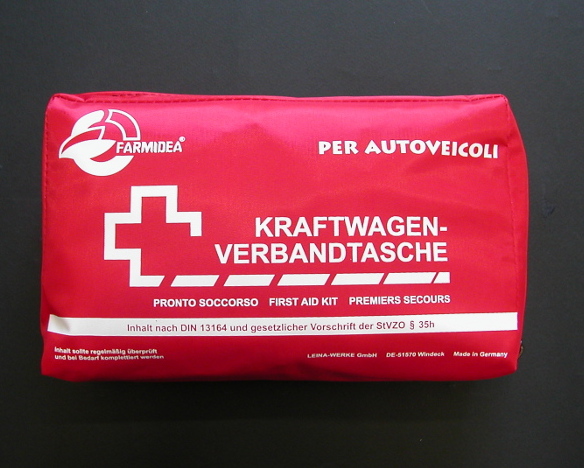 FARMIDEA®
PER AUTOVEICOLI
KRAFTWAGEN-
VERBANDTASCHE
PRONTO SOCCORSO FIRST AID KIT PREMIERS SECOURS
Inhalt nach DIN 13164 und gesetzlicher Vorschrift der StVZO § 35h
Inhalt sollte regelmäßig überprüft
und bei Bedarf komplettiert werden
LEINA-WERKE GmbH DE-51570 Windeck Made in Germany